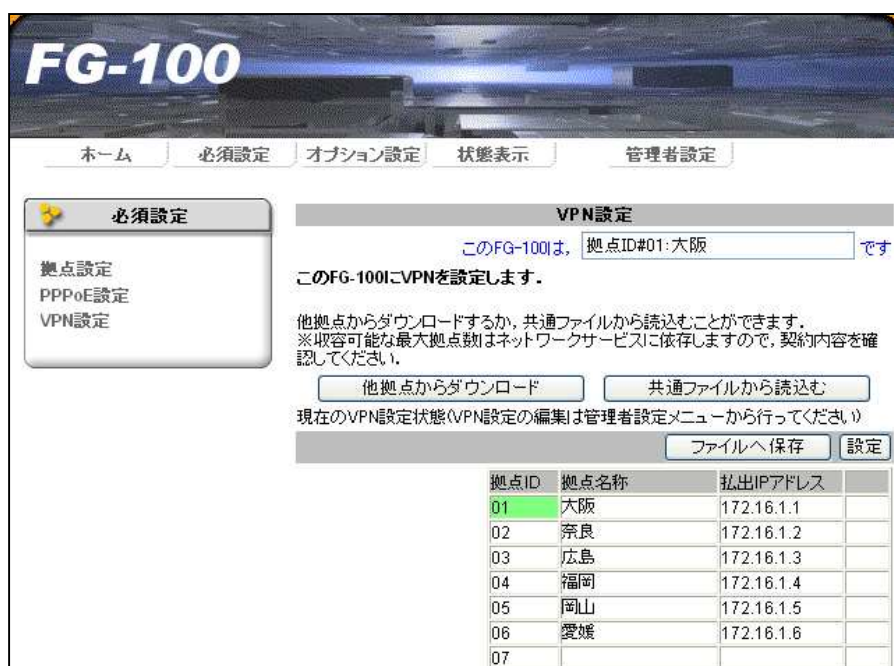 FG-100
ホーム 必須設定 オプション設定 状態表示 管理者設定
必須設定
拠点設定
PPPoE設定
VPN設定
VPN設定
このFG-100は, 拠点ID#01:大阪 です
このFG-100にVPNを設定します.
他拠点からダウンロードするか, 共通ファイルから読込むことができます.
※収容可能な最大拠点数はネットワークサービスに依存しますので, 契約内容を確
認してください.
他拠点からダウンロード 共通ファイルから読込む
現在のVPN設定状態(VPN設定の編集は管理者設定メニューから行ってください)
ファイルへ保存 設定
拠点ID 拠点名称 払出IPアドレス
01 大阪 172.16.1.1
02 奈良 172.16.1.2
03 広島 172.16.1.3
04 福岡 172.16.1.4
05 岡山 172.16.1.5
06 愛媛 172.16.1.6
07